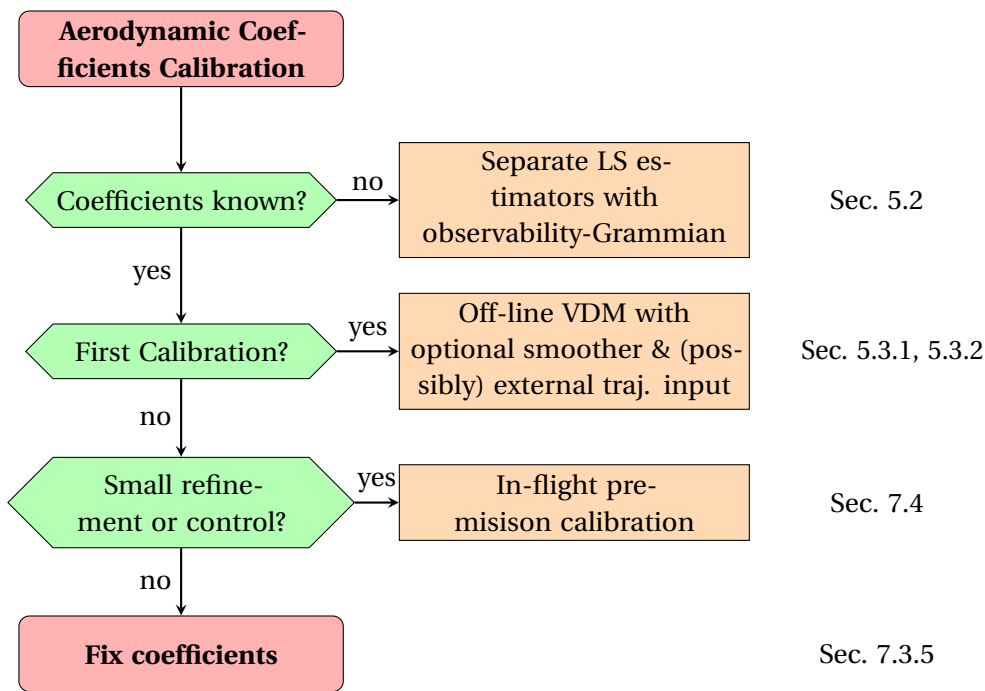 Aerodynamic Coef-
ficients Calibration
Coefficients known?
no
Separate LS es-
timators with
observability-Grammian
Sec. 5.2
yes
First Calibration?
yes
Off-line VDM with
optional smoother & (pos-
sibly) external traj. input
Sec. 5.3.1, 5.3.2
no
Small refine-
ment or control?
yes
In-flight pre-
misison calibration
Sec. 7.4
no
Fix coefficients
Sec. 7.3.5